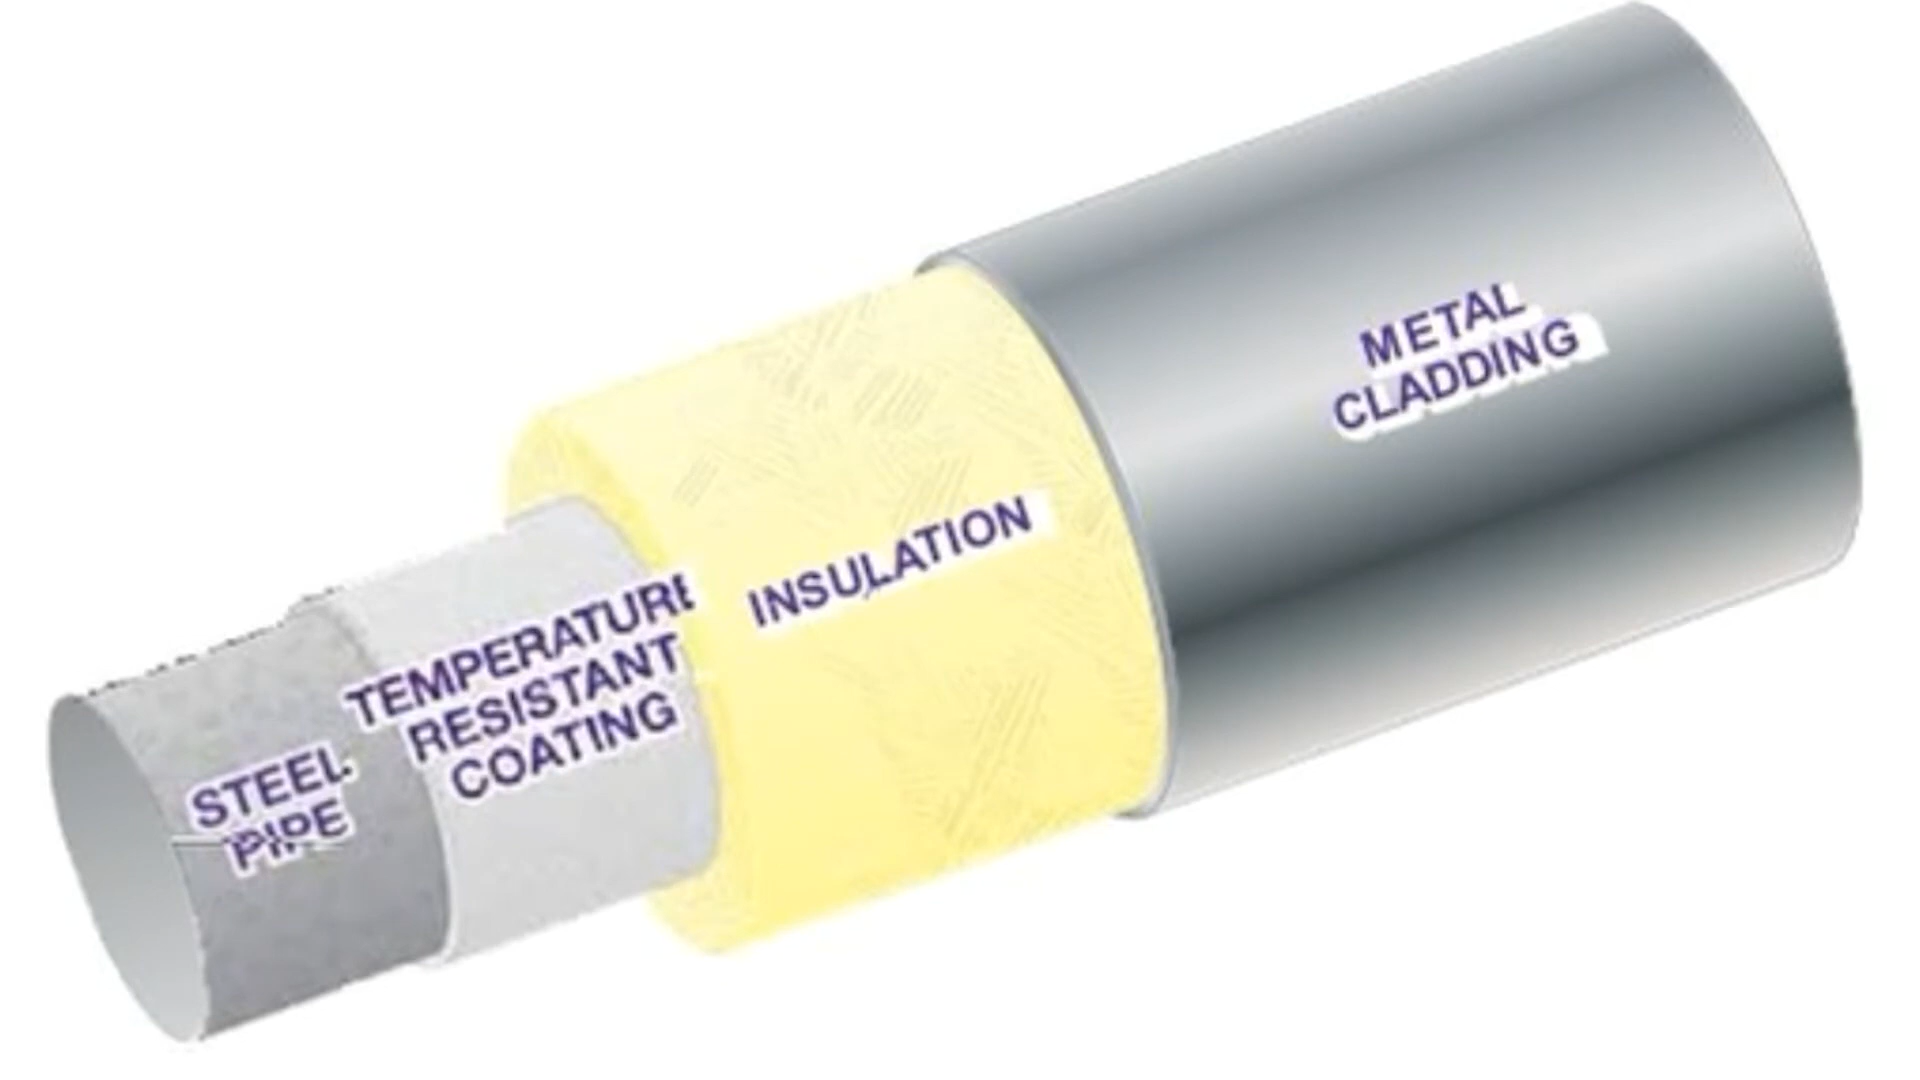 STEEL
PIPE
TEMPERATURE
RESISTANT
COATING
INSULATION
METAL
CLADDING